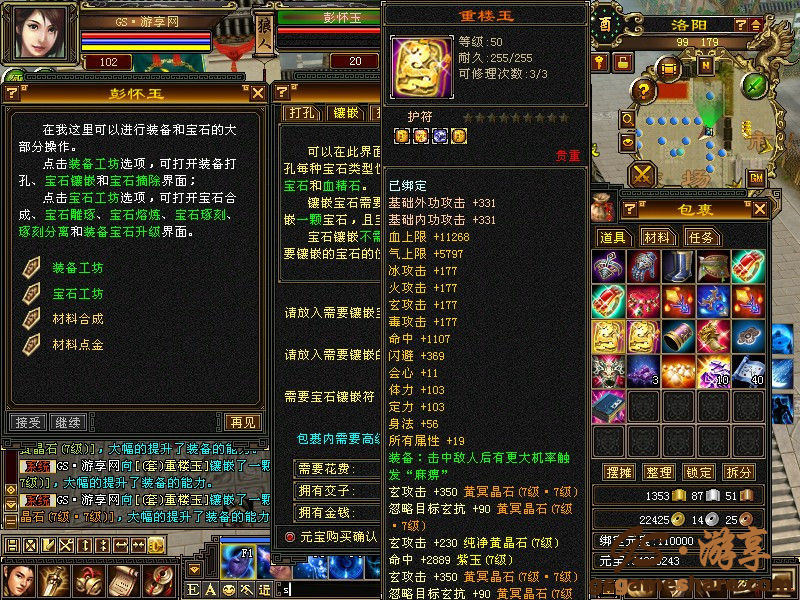 GS·游享网
102
狼人
彭怀玉
20
洛阳
99 179
彭怀玉
在我这里可以进行装备和宝石的大
部分操作。
点击装备工坊选项，可打开装备打
孔、宝石镶嵌和宝石摘除界面；
点击宝石工坊选项，可打开宝石合
成、宝石雕琢、宝石熔炼、宝石琢刻、
琢刻分离和装备宝石升级界面。
装备工坊
宝石工坊
材料合成
材料点金
接受
继续
再见
打孔
镶嵌
可以在此界面
孔每种宝石类型
宝石和血精石。
镶嵌宝石需要
嵌一颗宝石，且
宝石镶嵌不需
要镶嵌的宝石的位
请放入需要镶嵌宝
请放入需要镶嵌的
需要宝石镶嵌符
包裹内需要高级
需要花费：
拥有交子：
拥有金钱：
元宝购买确认
重楼玉
等级：50
耐久：255/255
可修理次数：3/3
护符
贵重
已绑定
基础外功攻击 +331
基础内功攻击 +331
血上限 +11268
气上限 +5797
冰攻击 +177
火攻击 +177
玄攻击 +177
毒攻击 +177
命中 +1107
闪避 +369
会心 +11
体力 +103
定力 +103
身法 +56
所有属性 +19
装备：击中敌人后有更大机率触
发“麻痹”
玄攻击 +350 黄冥晶石(7级·7级)
忽略目标玄抗 +90 黄冥晶石(7级
·7级)
玄攻击 +230 纯净黄晶石(7级)
命中 +2889 紫玉(7级)
玄攻击 +350 黄冥晶石(7级·7级)
忽略目标玄抗 +90 黄冥晶石(7级
包裹
道具
材料
任务
3
10
40
摆摊
整理
锁定
拆分
1353 87 51
22425 14 25
黄晶石(7级)]，大幅的提升了装备的能力。
GS·游享网向[(套)重楼玉]镶嵌了一颗
7级)]，大幅的提升了装备的能力。
GS·游享网向[(套)重楼玉]镶嵌了一颗
晶石(7级·7级)]，大幅的提升了装备的能力
F1
E A
近
s
游享